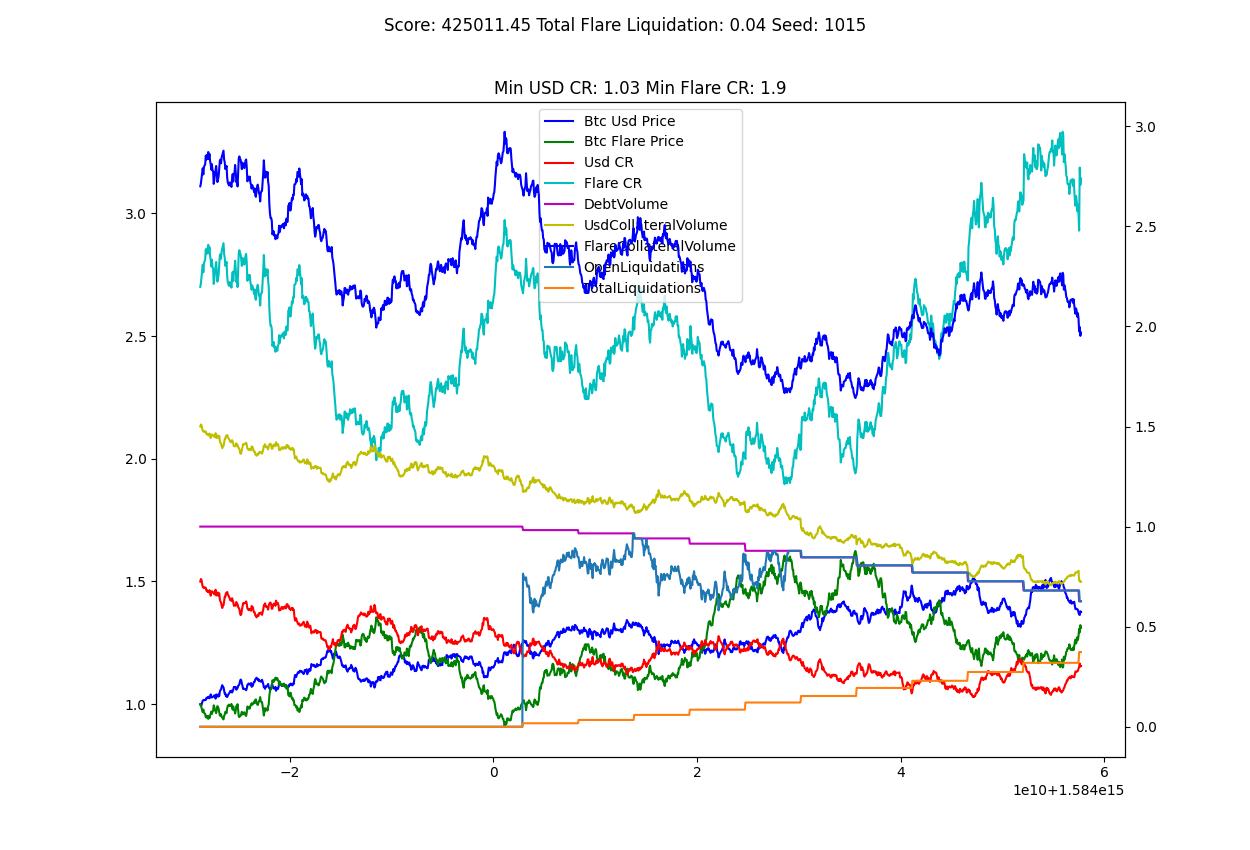 Score: 425011.45 Total Flare Liquidation: 0.04 Seed: 1015
Min USD CR: 1.03 Min Flare CR: 1.9
Btc Usd Price
Btc Flare Price
Usd CR
Flare CR
DebtVolume
UsdCollateralVolume
FlareCollateralVolume
OpenLiquidations
TotalLiquidations
3.0
2.5
2.0
1.5
1.0
3.0
2.5
2.0
1.5
1.0
0.5
0.0
−2
0
2
4
6
1e10+1.584e15